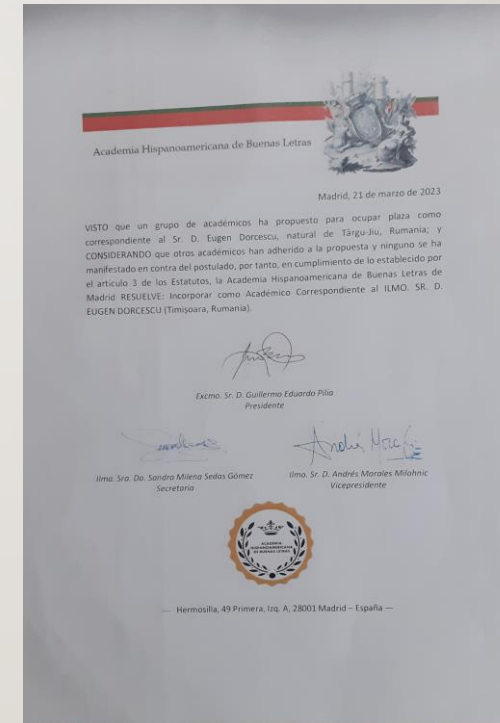 Academia Hispanoamericana de Buenas Letras
Madrid, 21 de marzo de 2023
VISTO que un grupo de académicos ha propuesto para ocupar plaza como
correspondiente al Sr. D. Eugen Dorcescu, natural de Târgu-Jiu, Rumanía; y
CONSIDERANDO que otros académicos han adherido a la propuesta y ninguno se ha
manifestado en contra del postulado, por tanto, en cumplimiento de lo establecido por
el artículo 3 de los Estatutos, la Academia Hispanoamericana de Buenas Letras de
Madrid RESUELVE: Incorporar como Académico Correspondiente al ILMO. SR. D.
EUGEN DORCESCU (Timișoara, Rumanía).
Excmo. Sr. D. Guillermo Eduardo Pilía
Presidente
Andrés
Ilma. Sra. Da. Sandra Milena Sedas Gómez
Secretaria
Ilmo. Sr. D. Andrés Morales Milohnic
Vicepresidente
ACADEMIA
HISPANOAMERICANA
DE BUENAS LETRAS
— Hermosilla, 49 Primera, Izq. A, 28001 Madrid – España —